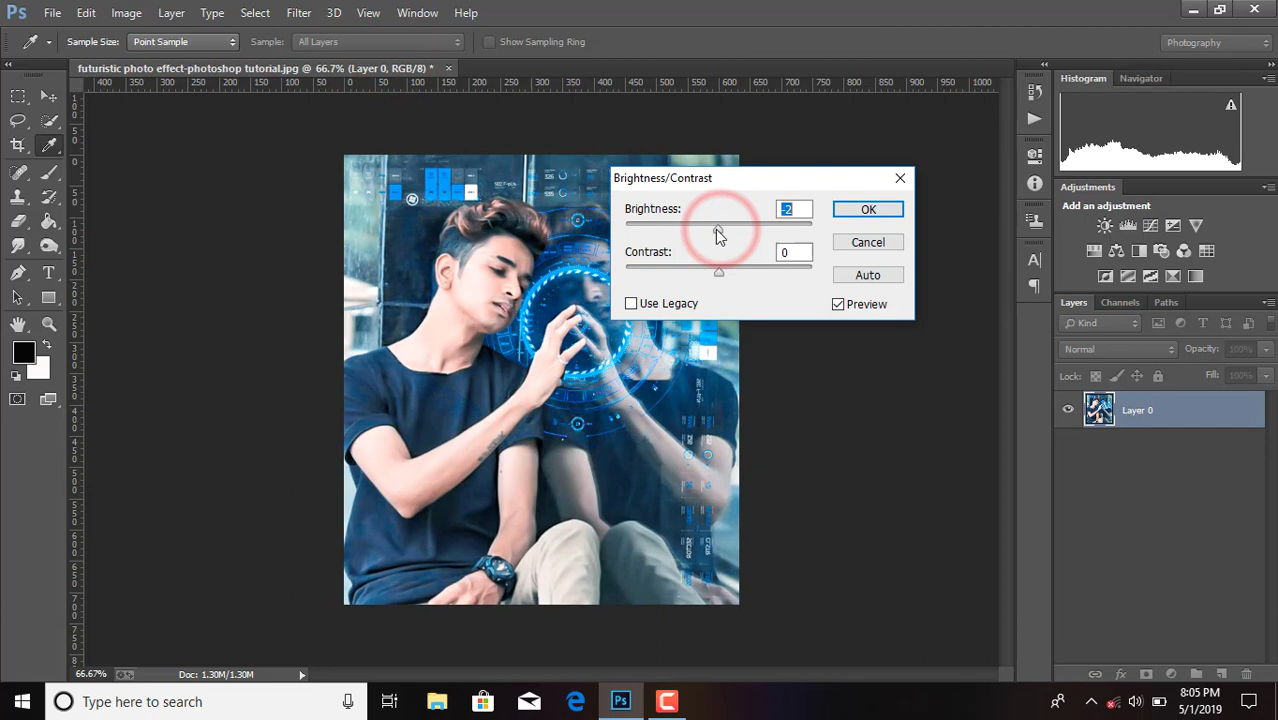 Ps File Edit Image Layer Type Select Filter 3D View Window Help
Sample Size: Point Sample Sample: All Layers Show Sampling Ring Photography
futuristic photo effect-photoshop tutorial.jpg @ 66.7% (Layer 0, RGB/8) * ×
Histogram Navigator
Brightness/Contrast
Brightness: -2 OK
Contrast: 0 Cancel
Auto
Use Legacy Preview
Adjustments
Add an adjustment
Layers Channels Paths
Kind
Normal Opacity: 100%
Lock: Fill: 100%
Layer 0
66.67% Doc: 1.30M/1.30M
Type here to search
8:05 PM
5/1/2019